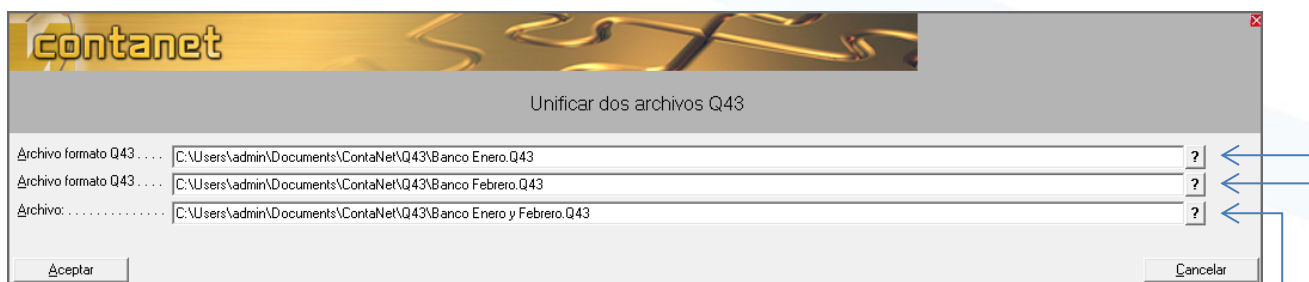 contanet
Unificar dos archivos Q43
Archivo formato Q43 . . . . C:\Users\admin\Documents\ContaNet\Q43\Banco Enero.Q43 ?
Archivo formato Q43 . . . . C:\Users\admin\Documents\ContaNet\Q43\Banco Febrero.Q43 ?
Archivo: . . . . . . . . . . . . . . C:\Users\admin\Documents\ContaNet\Q43\Banco Enero y Febrero.Q43 ?
Aceptar Cancelar